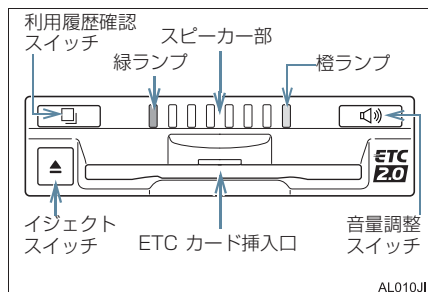 利用履歴確認
スイッチ
スピーカー部
緑ランプ
橙ランプ
ETC
2.0
イジェクト
スイッチ
ETC カード挿入口
音量調整
スイッチ
AL010JI